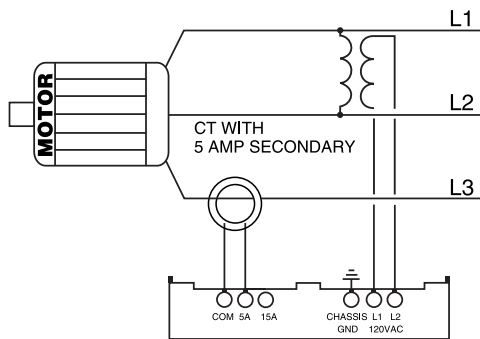 L1
MOTOR
L2
CT WITH
5 AMP SECONDARY
L3
COM 5A 15A
CHASSIS L1 L2
GND 120VAC